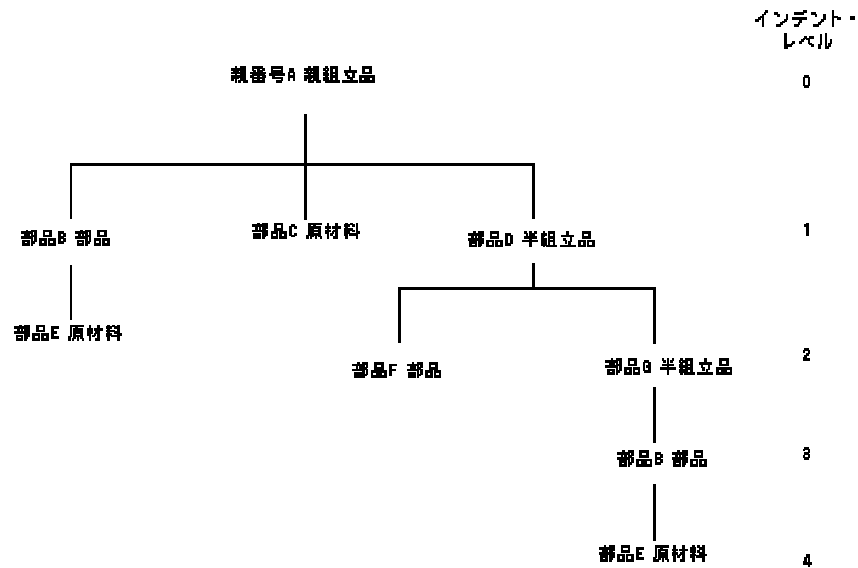 インデント・
レベル
親番号A 親組立品
0
部品B 部品
部品C 原材料
部品D 半組立品
1
部品E 原材料
部品F 部品
部品G 半組立品
2
部品B 部品
3
部品E 原材料
4